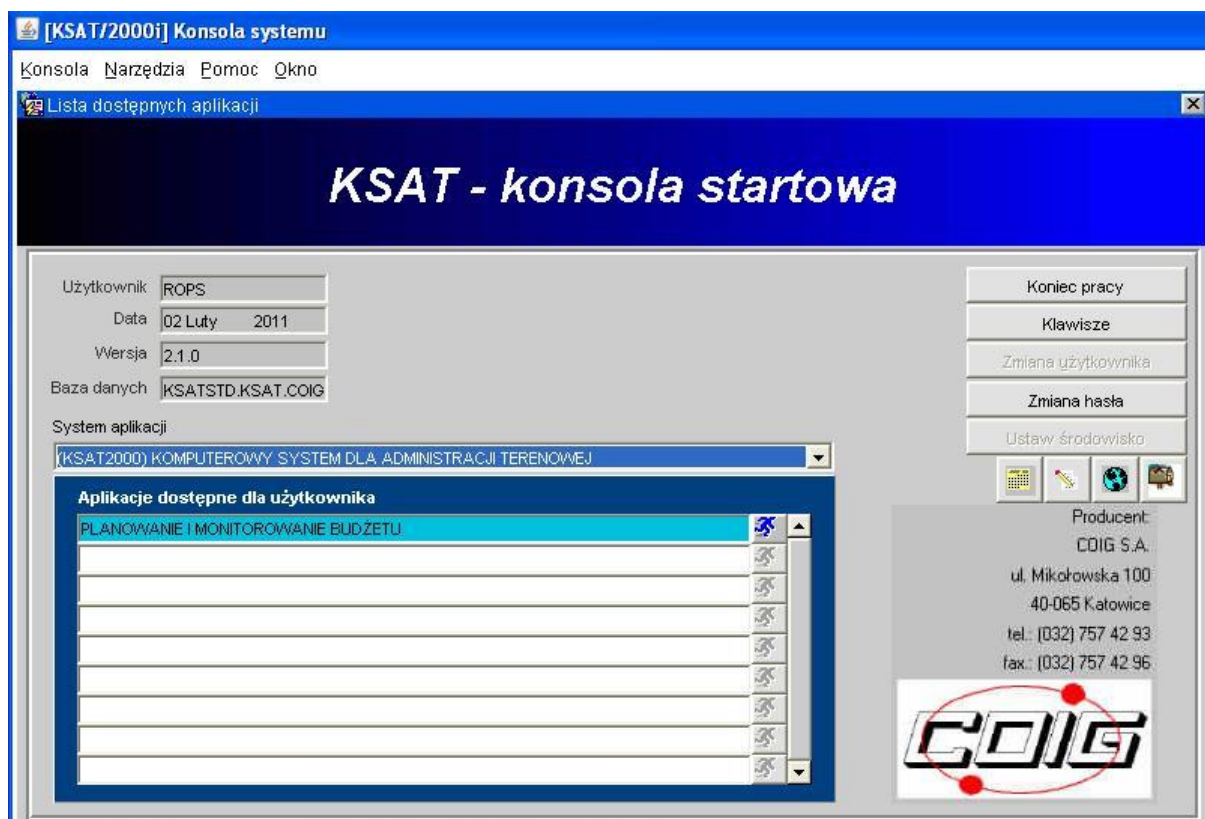 [KSAT/2000i] Konsola systemu
Konsola Narzędzia Pomoc Okno
Lista dostępnych aplikacji
KSAT - konsola startowa
Użytkownik ROPS
Data 02 Luty 2011
Wersja 2.1.0
Baza danych KSATSTD.KSAT.COIG
System aplikacji
(KSAT2000) KOMPUTEROWY SYSTEM DLA ADMINISTRACJI TERENOWEJ
Aplikacje dostępne dla użytkownika
PLANOWANIE I MONITOROWANIE BUDŻETU
Koniec pracy
Klawisze
Zmiana użytkownika
Zmiana hasła
Ustaw środowisko
Producent:
COIG S.A.
ul. Mikołowska 100
40-065 Katowice
tel.: (032) 757 42 93
fax.: (032) 757 42 96
COIG